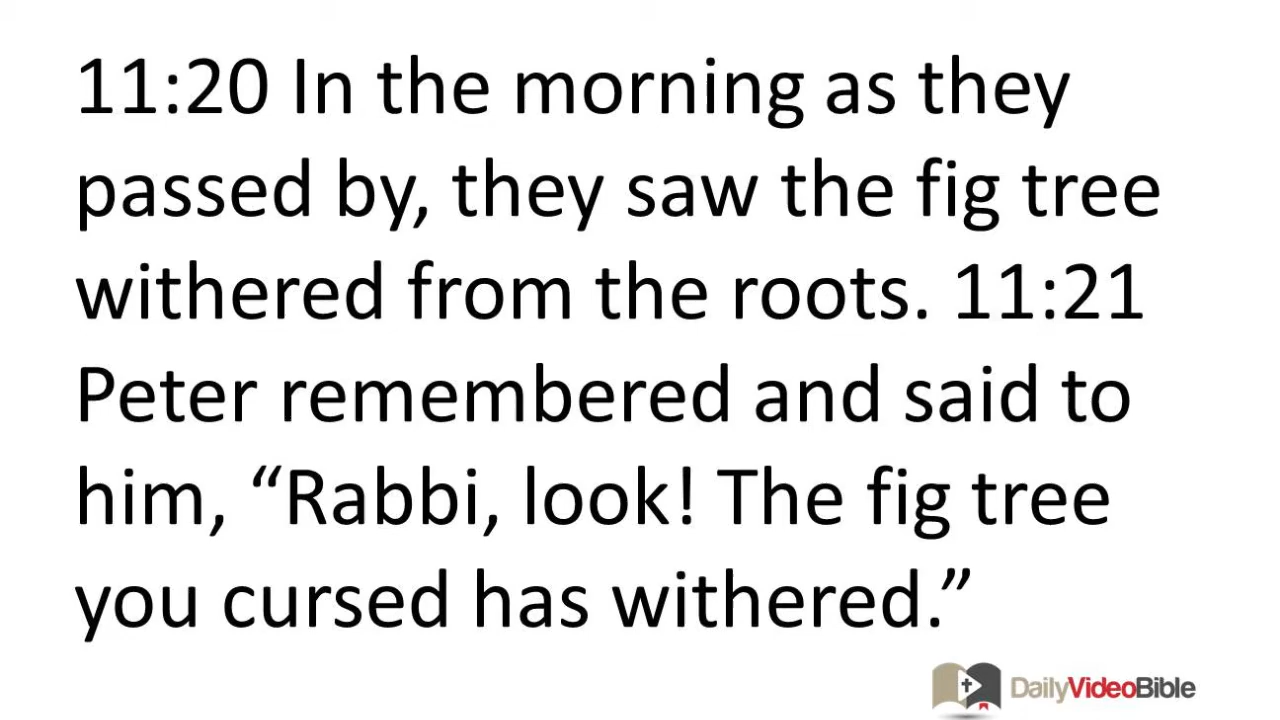 11:20 In the morning as they
passed by, they saw the fig tree
withered from the roots. 11:21
Peter remembered and said to
him, “Rabbi, look! The fig tree
you cursed has withered.”
DailyVideoBible